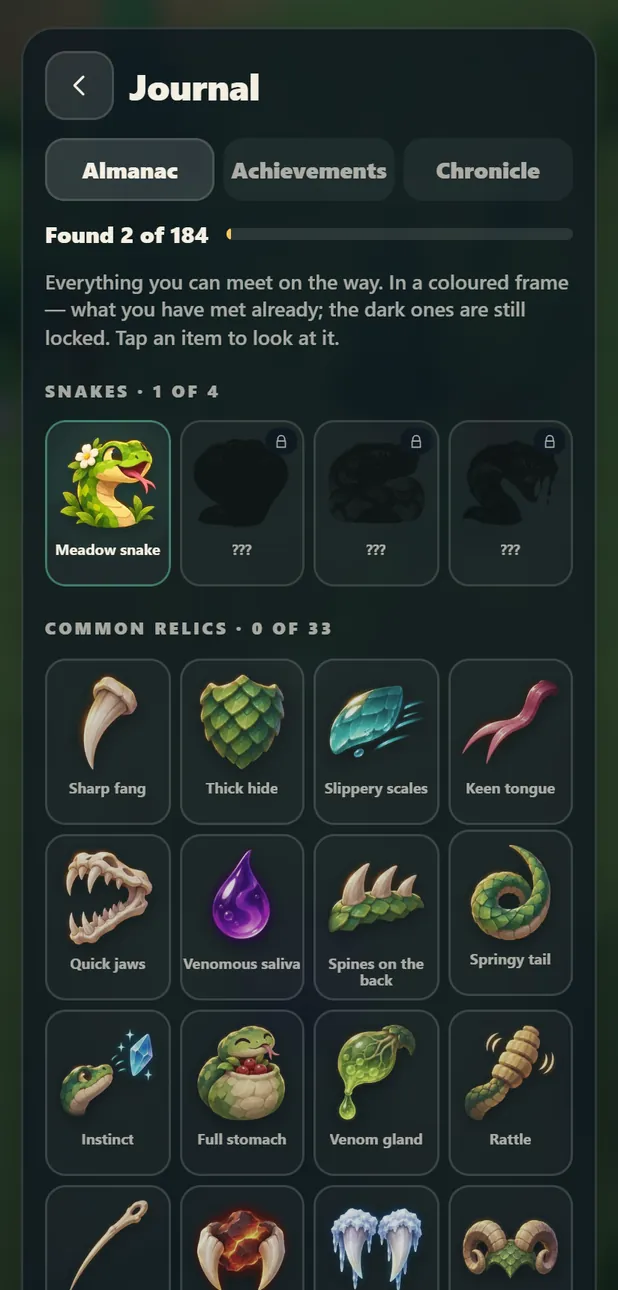 Journal
Almanac
Achievements
Chronicle
Found 2 of 184
Everything you can meet on the way. In a coloured frame
— what you have met already; the dark ones are still
locked. Tap an item to look at it.
SNAKES · 1 OF 4
Meadow snake
???
???
???
COMMON RELICS · 0 OF 33
Sharp fang
Thick hide
Slippery scales
Keen tongue
Quick jaws
Venomous saliva
Spines on the
back
Springy tail
Instinct
Full stomach
Venom gland
Rattle